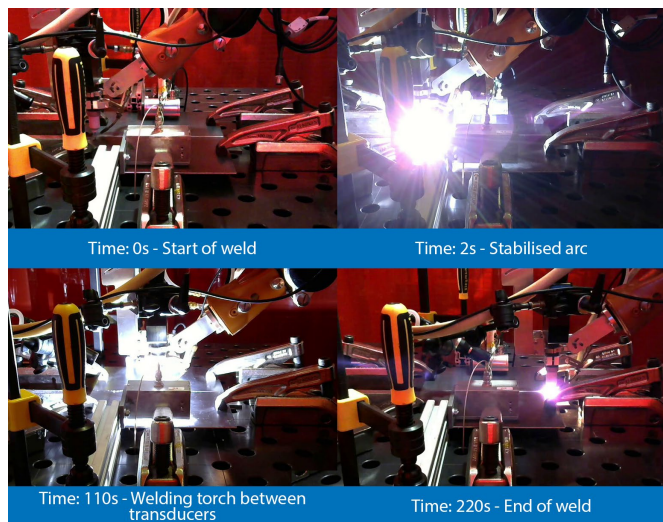 Time: 0s - Start of weld
Time: 2s - Stabilised arc
Time: 110s - Welding torch between
transducers
Time: 220s - End of weld